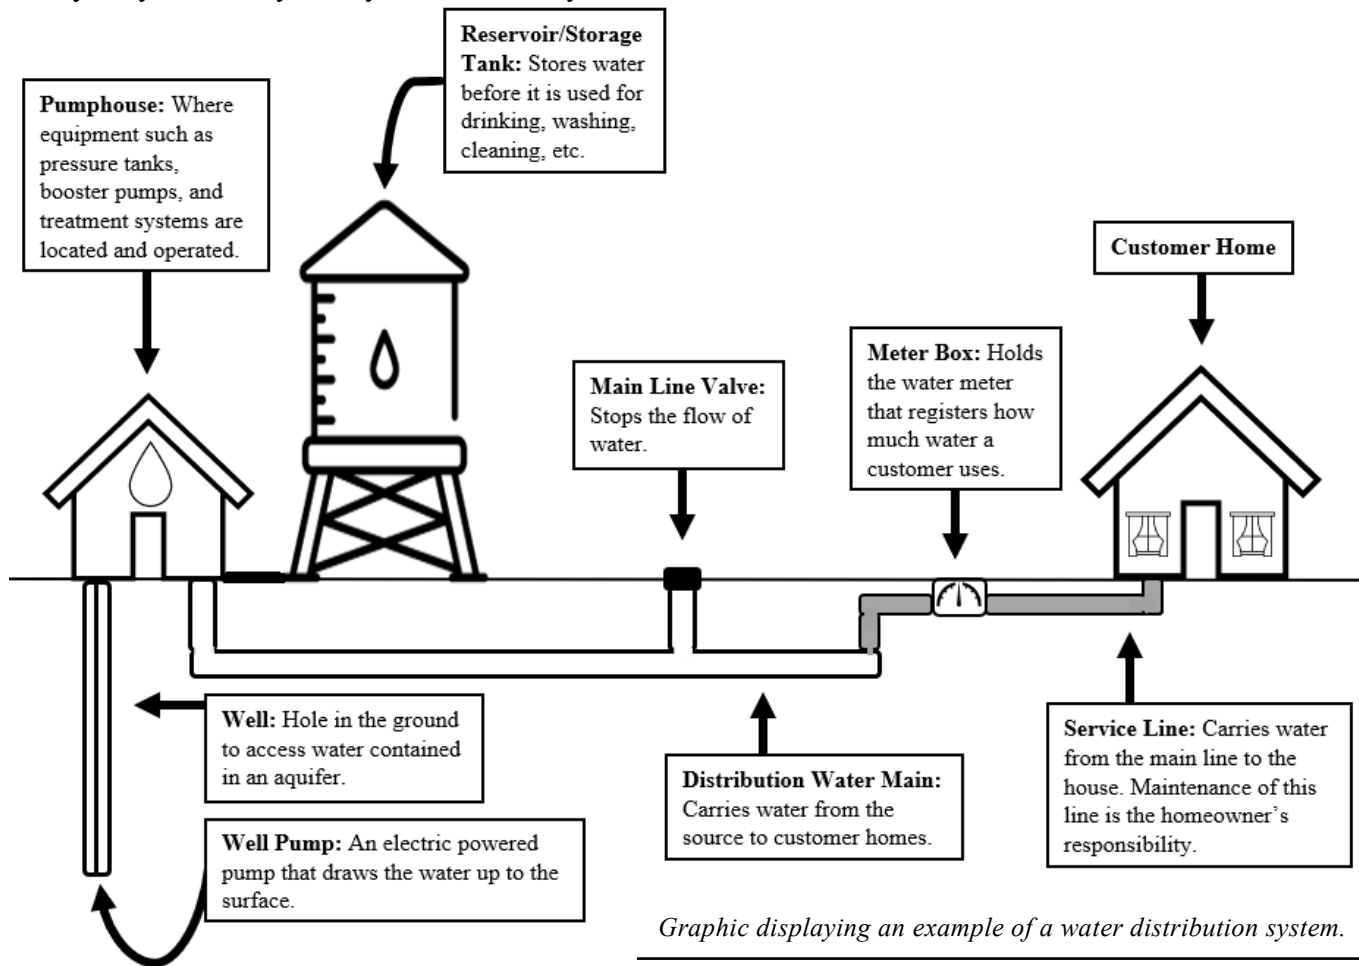 Reservoir/Storage
Tank: Stores water
before it is used for
drinking, washing,
cleaning, etc.
Pumphouse: Where
equipment such as
pressure tanks,
booster pumps, and
treatment systems are
located and operated.
Customer Home
Meter Box: Holds
the water meter
that registers how
much water a
customer uses.
Main Line Valve:
Stops the flow of
water.
Well: Hole in the ground
to access water contained
in an aquifer.
Distribution Water Main:
Carries water from the
source to customer homes.
Service Line: Carries water
from the main line to the
house. Maintenance of this
line is the homeowner’s
responsibility.
Well Pump: An electric powered
pump that draws the water up to the
surface.
Graphic displaying an example of a water distribution system.